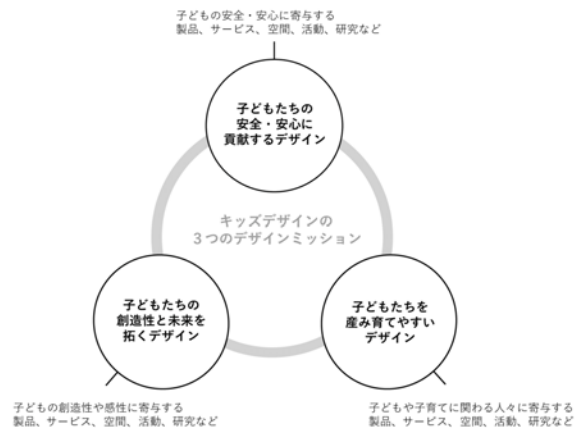 子どもの安全・安心に寄与する
製品、サービス、空間、活動、研究など
子どもたちの
安全・安心に
貢献するデザイン
キッズデザインの
3つのデザインミッション
子どもたちの
創造性と未来を
拓くデザイン
子どもたちを
産み育てやすい
デザイン
子どもの創造性や感性に寄与する
製品、サービス、空間、活動、研究など
子どもや子育てに関わる人々に寄与する
製品、サービス、空間、活動、研究など